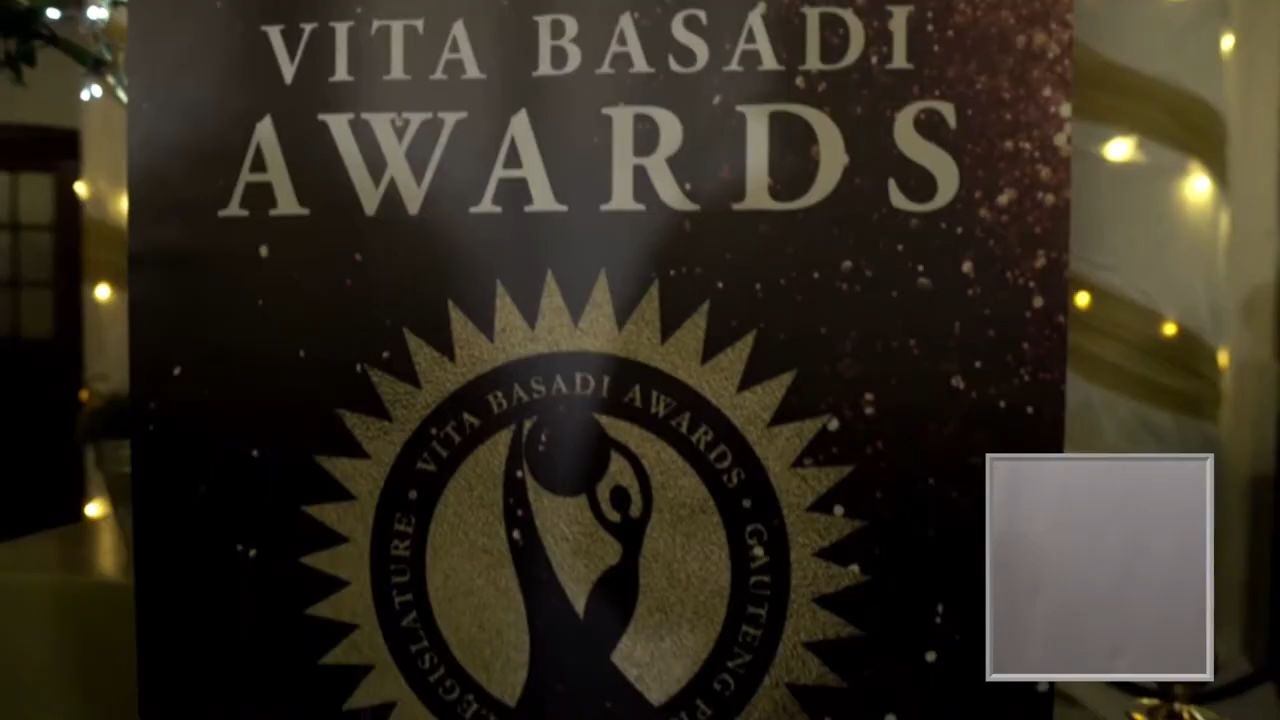 VITA BASADI
AWARDS
VITA BASADI AWARDS • GAUTENG
LEGISLATURE •